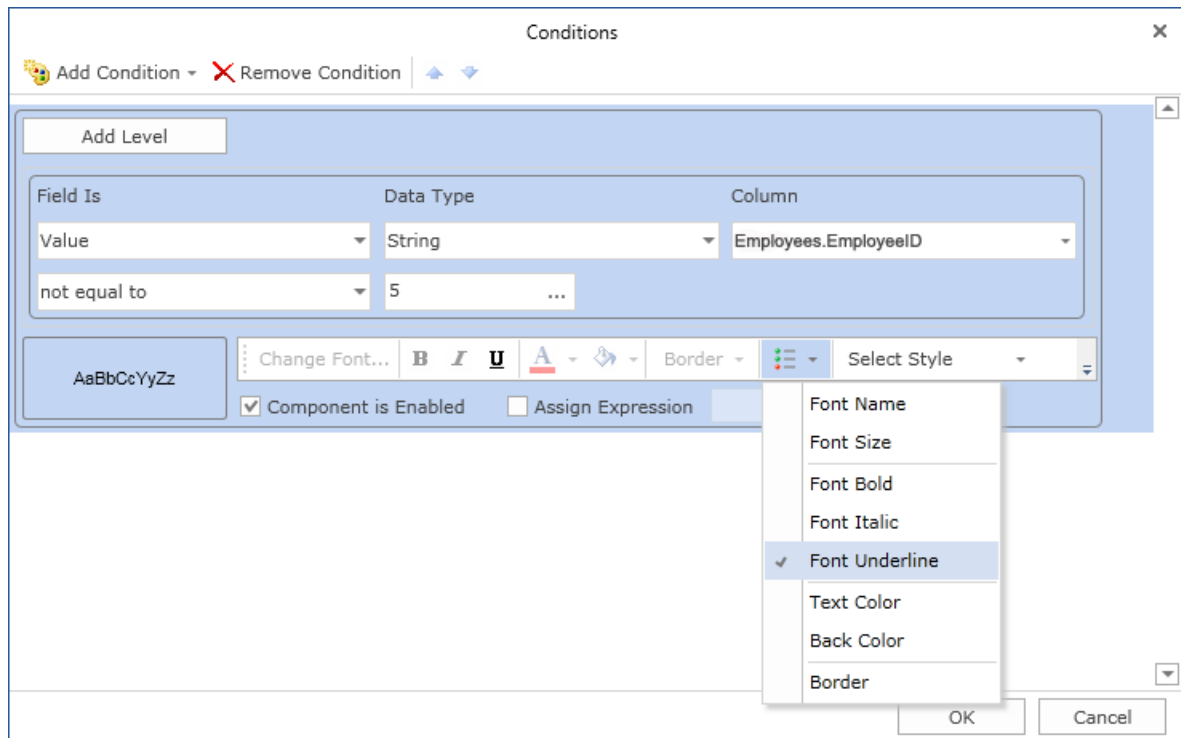 Conditions
Add Condition Remove Condition
Add Level
Field Is Data Type Column
Value String Employees.EmployeeID
not equal to 5 ...
AaBbCcYyZz
Change Font... B I U A Border Select Style
Component is Enabled Assign Expression
Font Name
Font Size
Font Bold
Font Italic
Font Underline
Text Color
Back Color
Border
OK Cancel